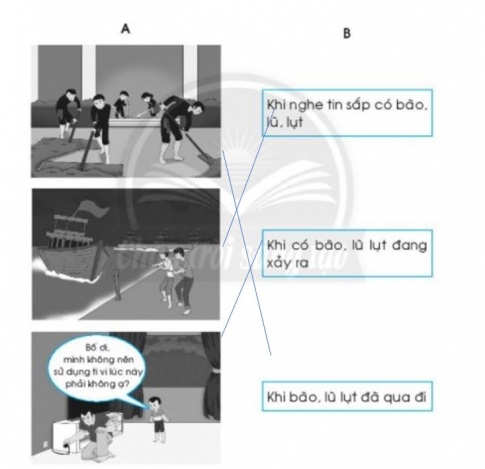 A
B
Khi nghe tin sắp có bão,
lũ, lụt
Khi có bão, lũ lụt đang
xảy ra
Bố ơi,
mình không nên
sử dụng ti vi lúc này
phải không ạ?
Khi bão, lũ lụt đã qua đi